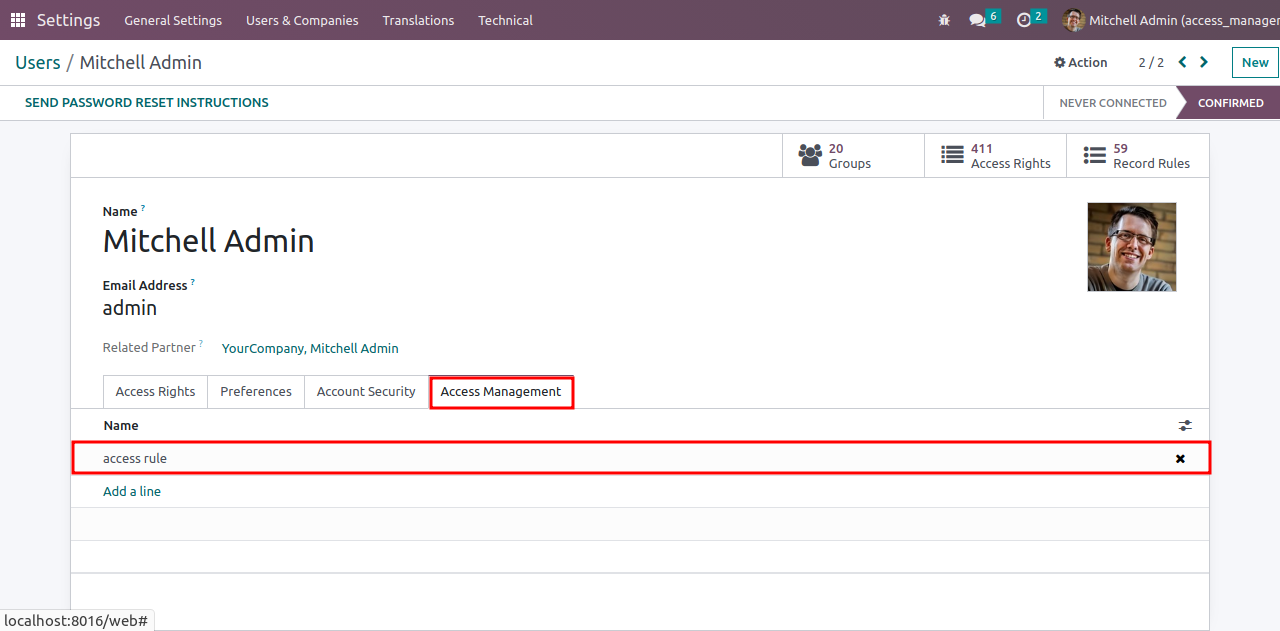 Settings General Settings Users & Companies Translations Technical 6 2 Mitchell Admin (access_manager
Users / Mitchell Admin Action 2 / 2 New
SEND PASSWORD RESET INSTRUCTIONS NEVER CONNECTED CONFIRMED
20 Groups
411 Access Rights
59 Record Rules
Name ?
Mitchell Admin
Email Address ?
admin
Related Partner ? YourCompany, Mitchell Admin
Access Rights Preferences Account Security Access Management
Name
access rule
Add a line
localhost:8016/web#